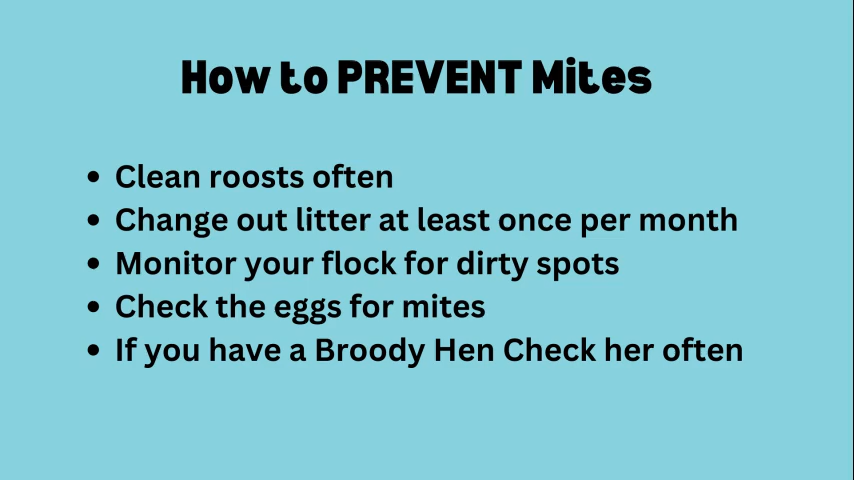 How to PREVENT Mites
• Clean roosts often
• Change out litter at least once per month
• Monitor your flock for dirty spots
• Check the eggs for mites
• If you have a Broody Hen Check her often